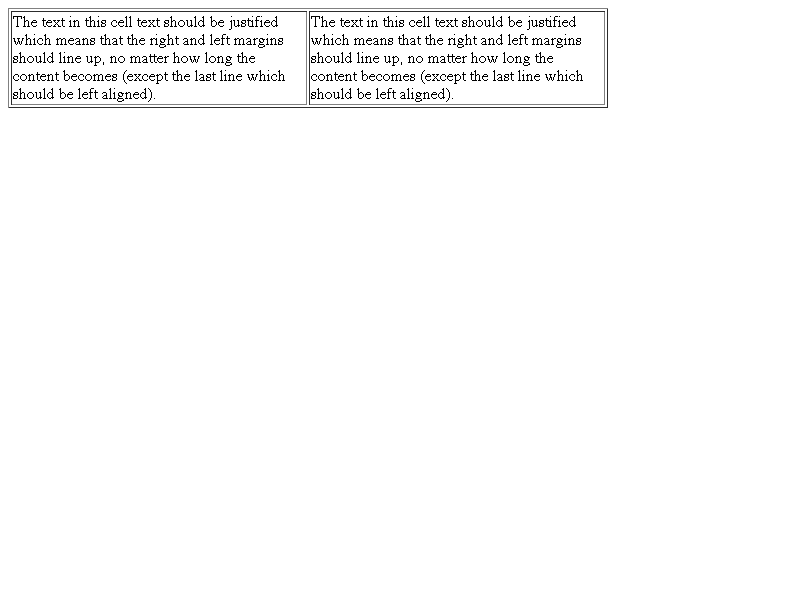 The text in this cell text should be justified
which means that the right and left margins
should line up, no matter how long the
content becomes (except the last line which
should be left aligned).
The text in this cell text should be justified
which means that the right and left margins
should line up, no matter how long the
content becomes (except the last line which
should be left aligned).